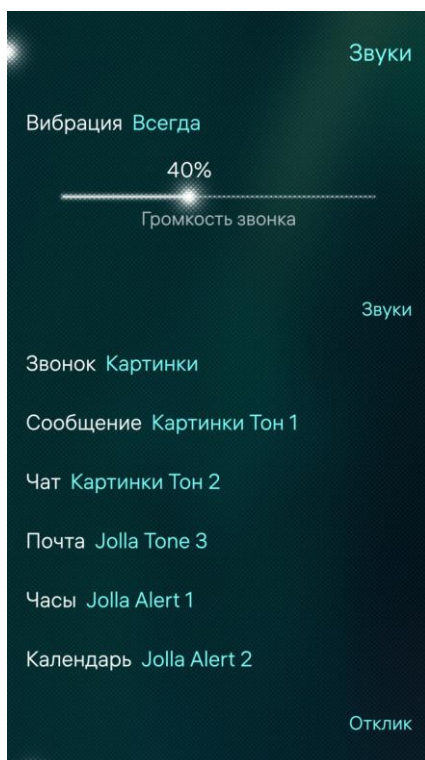 Звуки
Вибрация Всегда
40%
Громкость звонка
Звуки
Звонок Картинки
Сообщение Картинки Тон 1
Чат Картинки Тон 2
Почта Jolla Tone 3
Часы Jolla Alert 1
Календарь Jolla Alert 2
Отклик